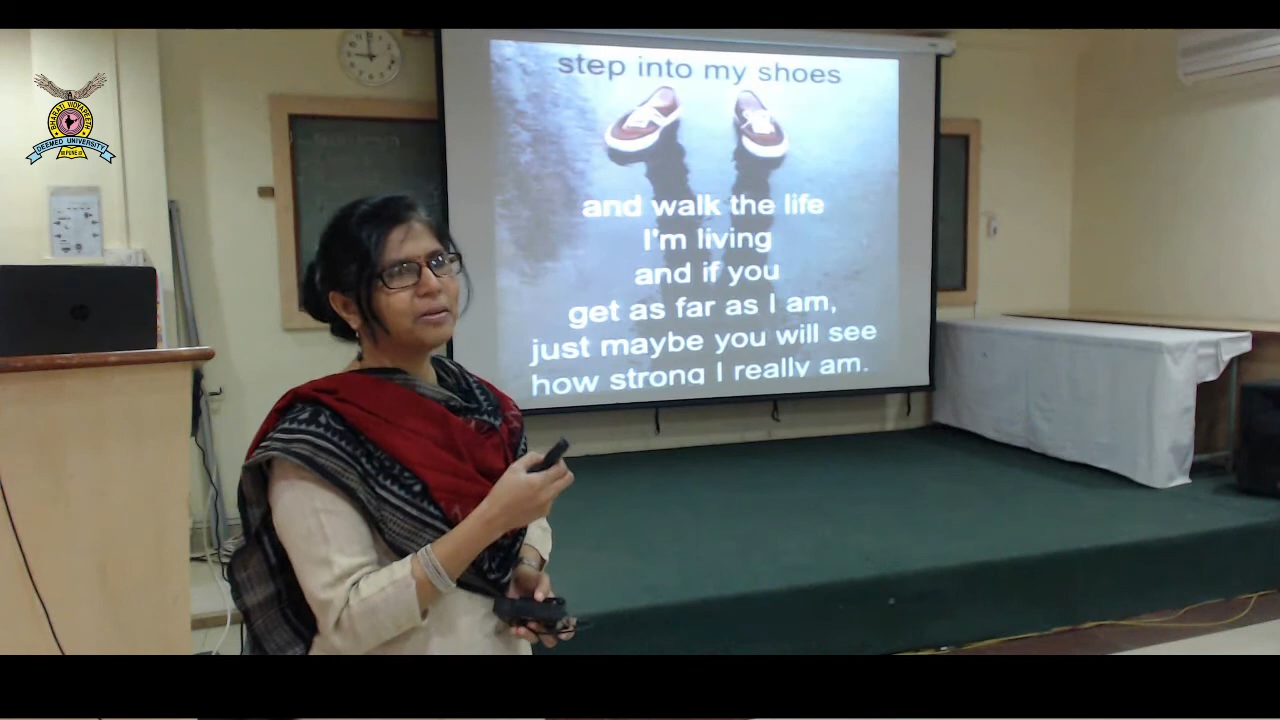 BHARATI VIDYAPEETH
DEEMED UNIVERSITY
step into my shoes
and walk the life
I'm living
and if you
get as far as I am,
just maybe you will see
how strong I really am.